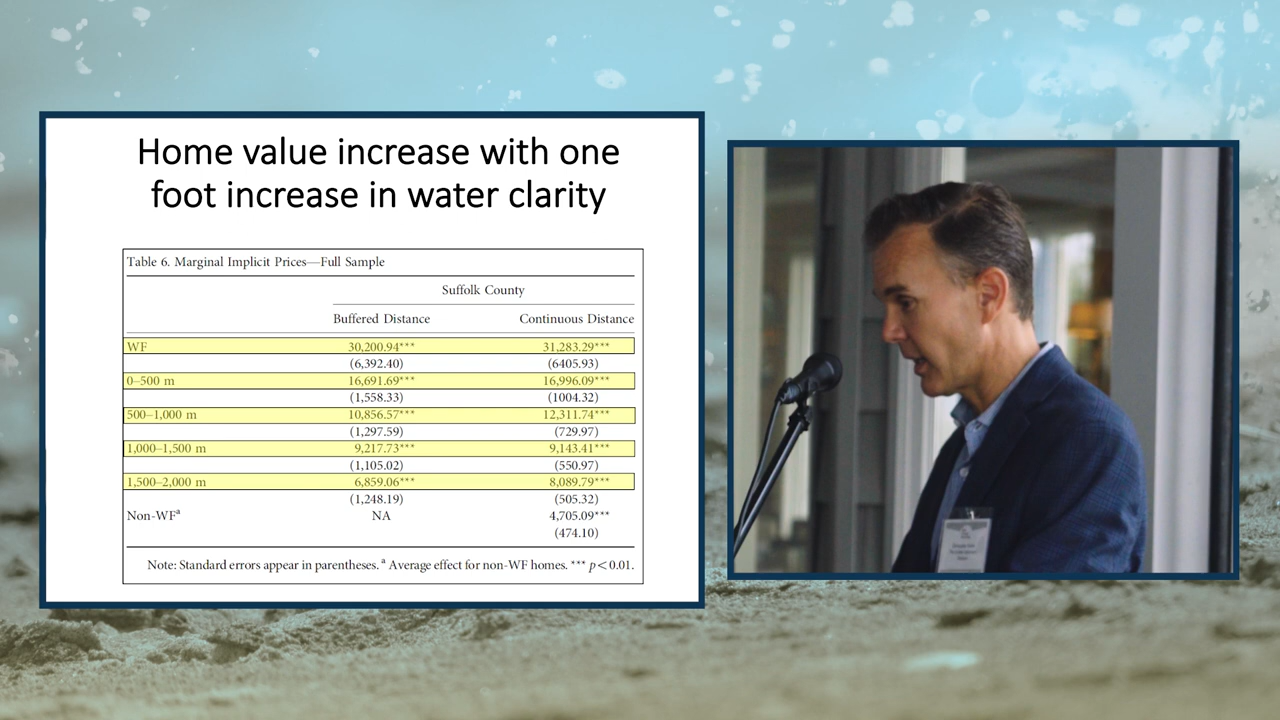 Home value increase with one
foot increase in water clarity
Table 6. Marginal Implicit Prices—Full Sample
Suffolk County
Buffered Distance Continuous Distance
WF 30,200.94*** 31,283.29***
(6,392.40) (6405.93)
0–500 m 16,691.69*** 16,996.09***
(1,558.33) (1004.32)
500–1,000 m 10,856.57*** 12,311.74***
(1,297.59) (729.97)
1,000–1,500 m 9,217.73*** 9,143.41***
(1,105.02) (550.97)
1,500–2,000 m 6,859.06*** 8,089.79***
(1,248.19) (505.32)
Non-WFᵃ NA 4,705.09***
(474.10)
Note: Standard errors appear in parentheses. ᵃ Average effect for non-WF homes. *** p<0.01.